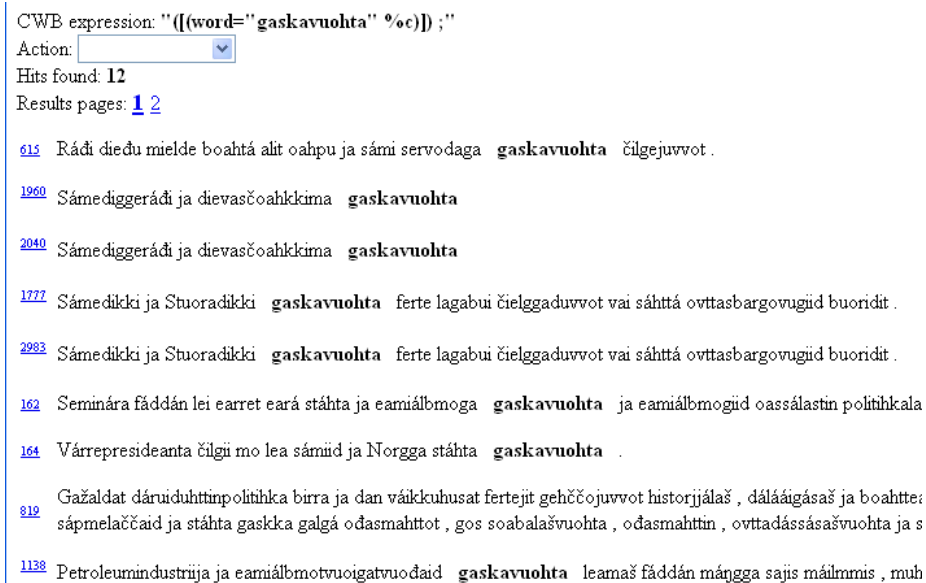 CWB expression: "([(word="gaskavuohta" %c)]) ;"
Action:
Hits found: 12
Results pages: 1 2
615 Ráđi dieđu mielde boahtá alit oahpu ja sámi servodaga gaskavuohta čilgejuvvot .
1960 Sámediggeráđi ja dievasčoahkkima gaskavuohta
2040 Sámediggeráđi ja dievasčoahkkima gaskavuohta
1777 Sámedikki ja Stuoradikki gaskavuohta ferte lagabui čielggaduvvot vai sáhttá ovttasbargovugiid buoridit .
2983 Sámedikki ja Stuoradikki gaskavuohta ferte lagabui čielggaduvvot vai sáhttá ovttasbargovugiid buoridit .
162 Seminára fáddán lei earret eará stáhta ja eamiálbmoga gaskavuohta ja eamiálbmogiid oassálastin politihkala
164 Várrepresideanta čilgii mo lea sámiid ja Norgga stáhta gaskavuohta .
819 Gažaldat dáruiduhttinpolitihka birra ja dan váikkuhusat fertejit gehččojuvvot historjjálaš , dálááigásaš ja boahttea
sápmelaččaid ja stáhta gaskka galgá ođasmahttot , gos soabalašvuohta , ođasmahttin , ovttadássásašvuohta ja s
1138 Petroleumindustriija ja eamiálbmotvuoigatvuođaid gaskavuohta leamaš fáddán máŋgga sajis máilmmis , muh